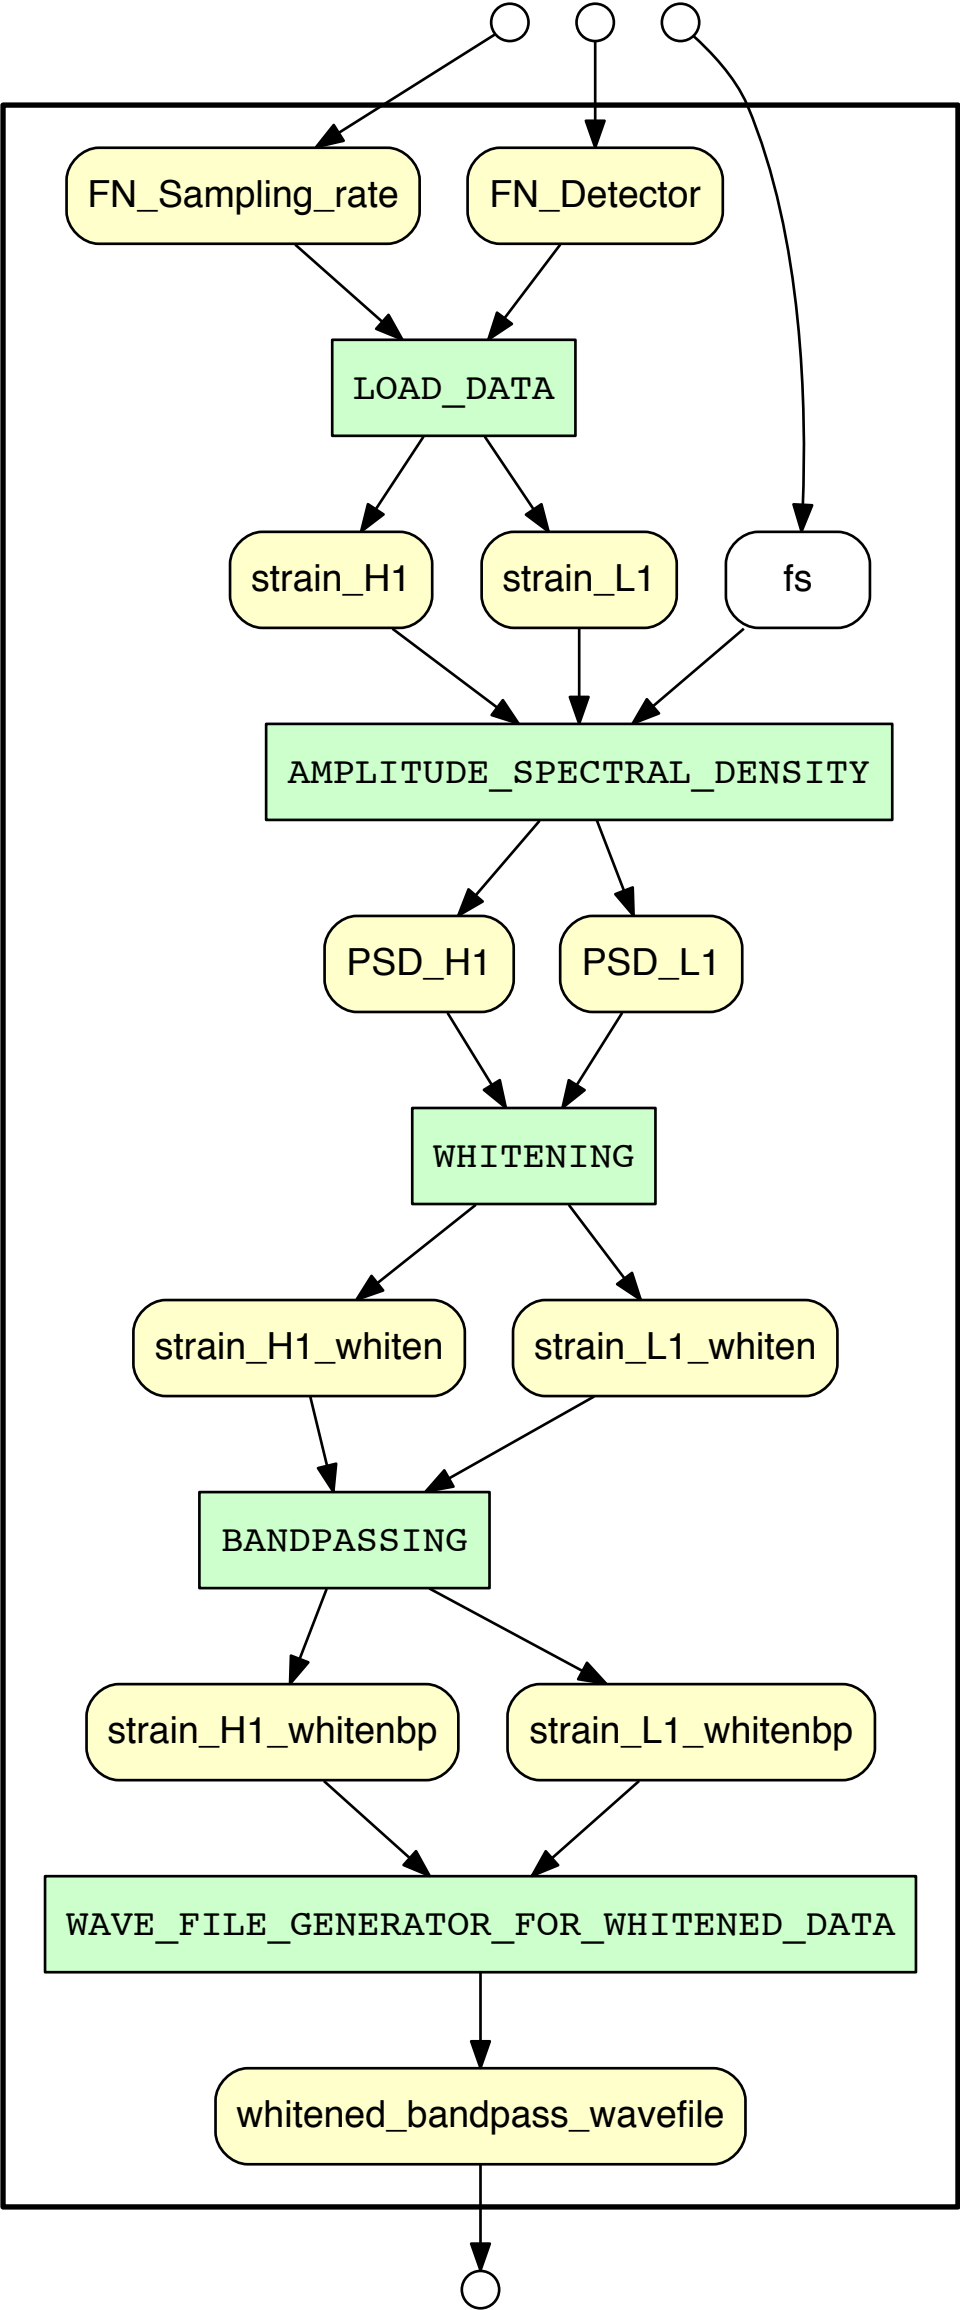 FN_Sampling_rate
FN_Detector
LOAD_DATA
strain_H1
strain_L1
fs
AMPLITUDE_SPECTRAL_DENSITY
PSD_H1
PSD_L1
WHITENING
strain_H1_whiten
strain_L1_whiten
BANDPASSING
strain_H1_whitenbp
strain_L1_whitenbp
WAVE_FILE_GENERATOR_FOR_WHITENED_DATA
whitened_bandpass_wavefile